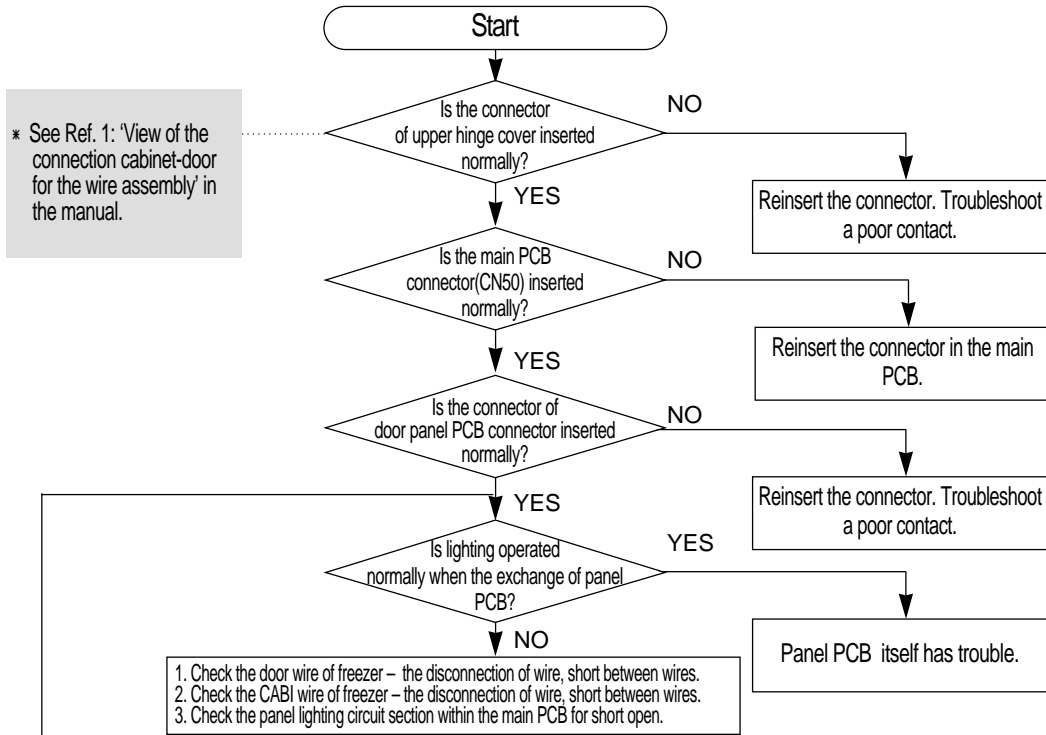 Start
Is the connector
of upper hinge cover inserted
normally?
NO
* See Ref. 1: ‘View of the
connection cabinet-door
for the wire assembly’ in
the manual.
YES
Reinsert the connector. Troubleshoot
a poor contact.
Is the main PCB
connector(CN50) inserted
normally?
NO
Reinsert the connector in the main
PCB.
YES
Is the connector of
door panel PCB connector inserted
normally?
NO
Reinsert the connector. Troubleshoot
a poor contact.
YES
Is lighting operated
normally when the exchange of panel
PCB?
YES
Panel PCB itself has trouble.
NO
1. Check the door wire of freezer – the disconnection of wire, short between wires.
2. Check the CABI wire of freezer – the disconnection of wire, short between wires.
3. Check the panel lighting circuit section within the main PCB for short open.